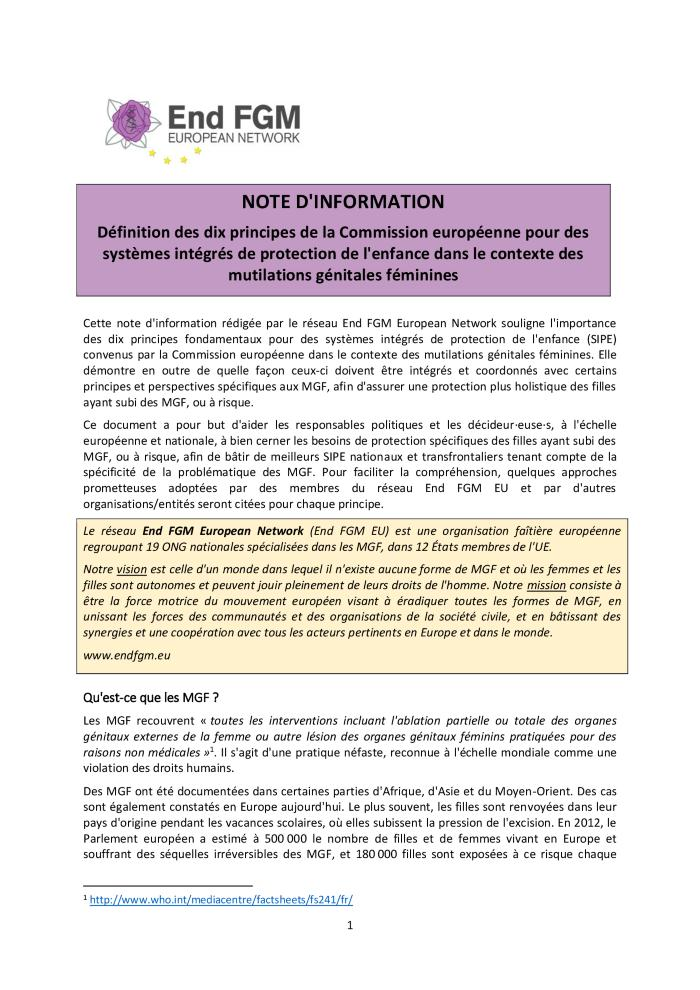 End FGM
EUROPEAN NETWORK
NOTE D'INFORMATION
Définition des dix principes de la Commission européenne pour des
systèmes intégrés de protection de l'enfance dans le contexte des
mutilations génitales féminines
Cette note d'information rédigée par le réseau End FGM European Network souligne l'importance
des dix principes fondamentaux pour des systèmes intégrés de protection de l'enfance (SIPE)
convenus par la Commission européenne dans le contexte des mutilations génitales féminines. Elle
démontre en outre de quelle façon ceux-ci doivent être intégrés et coordonnés avec certains
principes et perspectives spécifiques aux MGF, afin d'assurer une protection plus holistique des filles
ayant subi des MGF, ou à risque.
Ce document a pour but d'aider les responsables politiques et les décideur·euse·s, à l'échelle
européenne et nationale, à bien cerner les besoins de protection spécifiques des filles ayant subi des
MGF, ou à risque, afin de bâtir de meilleurs SIPE nationaux et transfrontaliers tenant compte de la
spécificité de la problématique des MGF. Pour faciliter la compréhension, quelques approches
prometteuses adoptées par des membres du réseau End FGM EU et par d'autres
organisations/entités seront citées pour chaque principe.
Le réseau End FGM European Network (End FGM EU) est une organisation faîtière européenne
regroupant 19 ONG nationales spécialisées dans les MGF, dans 12 États membres de l'UE.
Notre vision est celle d'un monde dans lequel il n'existe aucune forme de MGF et où les femmes et les
filles sont autonomes et peuvent jouir pleinement de leurs droits de l'homme. Notre mission consiste à
être la force motrice du mouvement européen visant à éradiquer toutes les formes de MGF, en
unissant les forces des communautés et des organisations de la société civile, et en bâtissant des
synergies et une coopération avec tous les acteurs pertinents en Europe et dans le monde.
www.endfgm.eu
Qu'est-ce que les MGF ?
Les MGF recouvrent « toutes les interventions incluant l'ablation partielle ou totale des organes
génitaux externes de la femme ou autre lésion des organes génitaux féminins pratiquées pour des
raisons non médicales »1. Il s'agit d'une pratique néfaste, reconnue à l'échelle mondiale comme une
violation des droits humains.
Des MGF ont été documentées dans certaines parties d'Afrique, d'Asie et du Moyen-Orient. Des cas
sont également constatés en Europe aujourd'hui. Le plus souvent, les filles sont renvoyées dans leur
pays d'origine pendant les vacances scolaires, où elles subissent la pression de l'excision. En 2012, le
Parlement européen a estimé à 500 000 le nombre de filles et de femmes vivant en Europe et
souffrant des séquelles irréversibles des MGF, et 180 000 filles sont exposées à ce risque chaque
1 http://www.who.int/mediacentre/factsheets/fs241/fr/
1